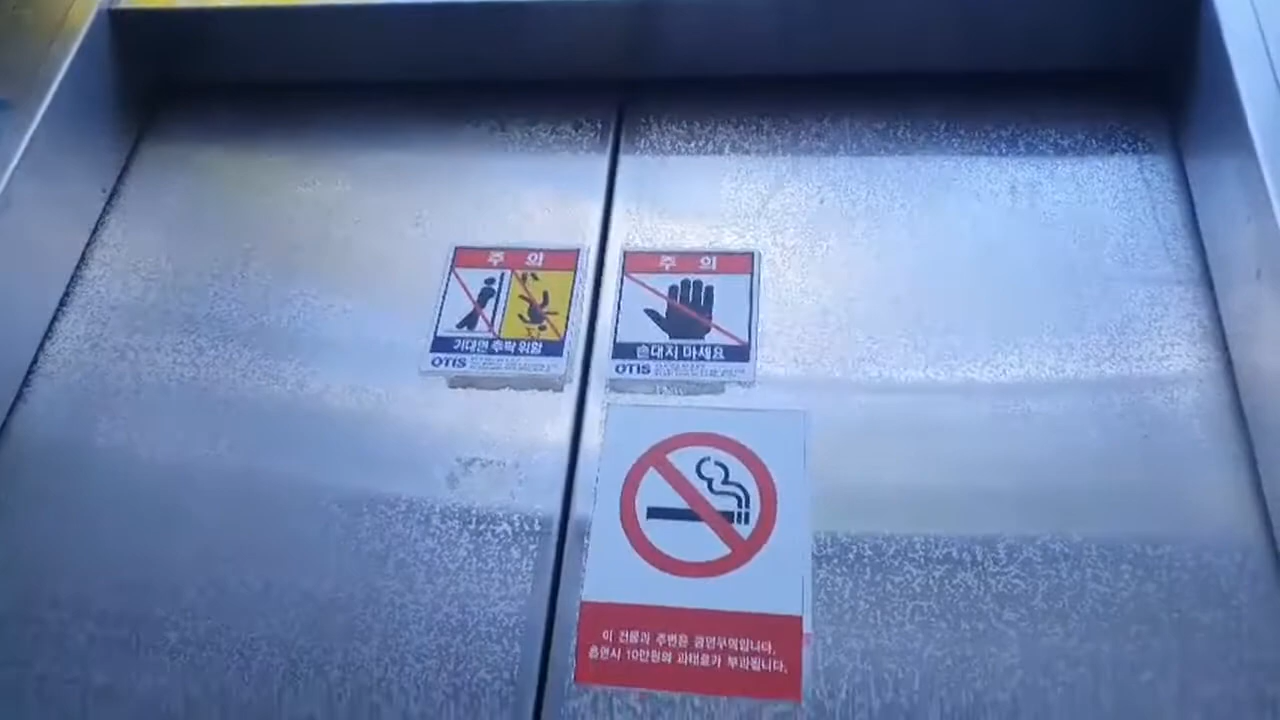 주 의
기대면 추락 위험
OTIS
주 의
손대지 마세요
OTIS
이 건물과 주변은 금연구역입니다.
흡연시 10만원의 과태료가 부과됩니다.